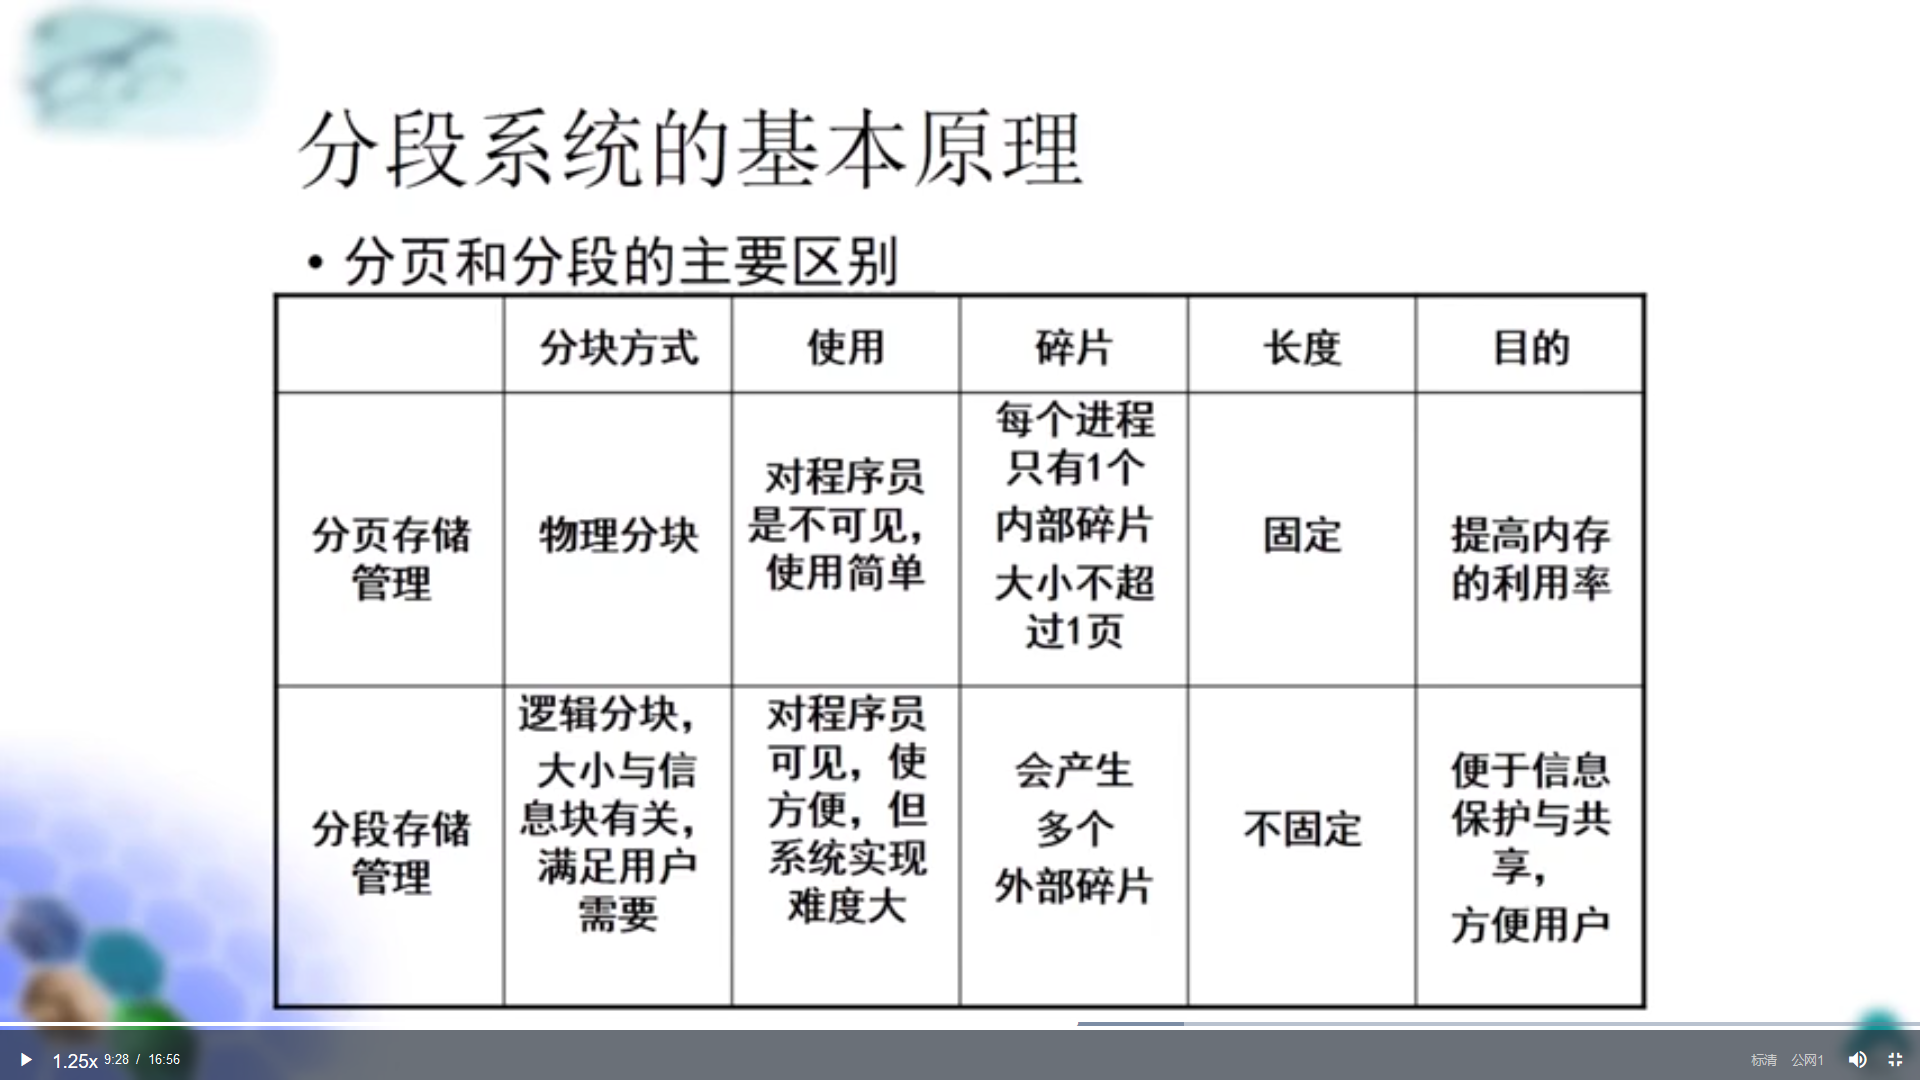 分段系统的基本原理
• 分页和分段的主要区别
分块方式
使用
碎片
长度
目的
分页存储
管理
物理分块
对程序员
是不可见，
使用简单
每个进程
只有1个
内部碎片
大小不超
过1页
固定
提高内存
的利用率
分段存储
管理
逻辑分块，
大小与信
息块有关，
满足用户
需要
对程序员
可见，使
方便，但
系统实现
难度大
会产生
多个
外部碎片
不固定
便于信息
保护与共
享，
方便用户
1.25x 9:28 / 16:56
标清 公网1